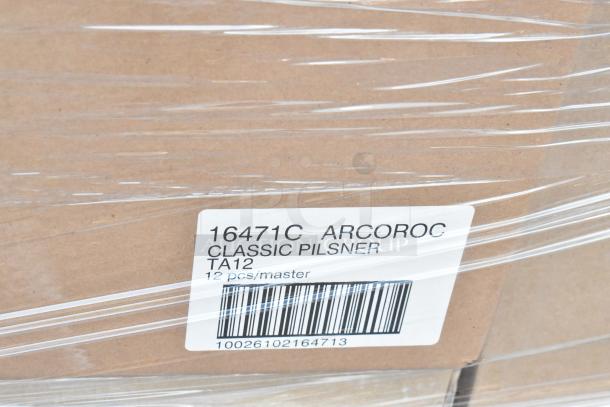 16471C ARCOROC
CLASSIC PILSNER
TA12
12 pcs/master
10026102164713